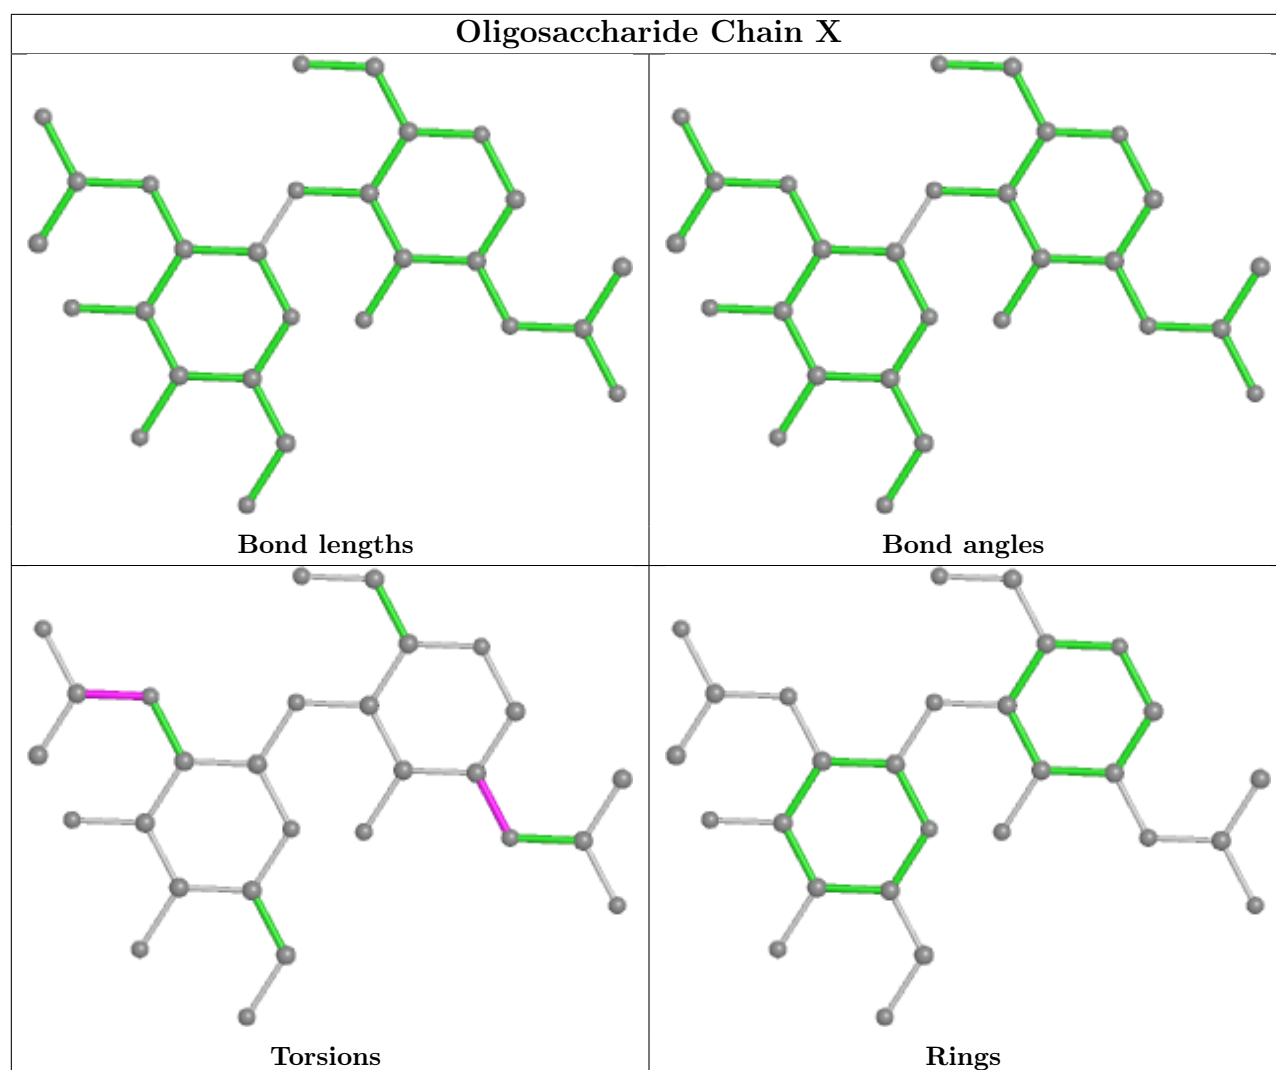 Oligosaccharide Chain X
Bond lengths
Bond angles
Torsions
Rings